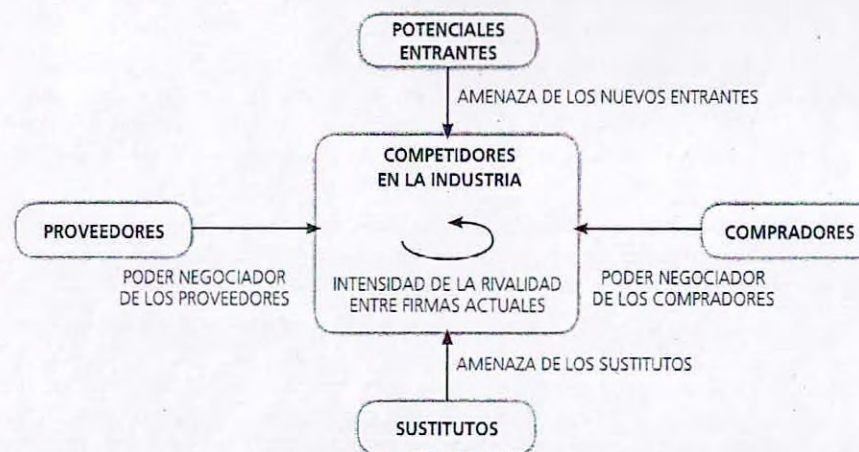 POTENCIALES
ENTRANTES
AMENAZA DE LOS NUEVOS ENTRANTES
COMPETIDORES
EN LA INDUSTRIA
PROVEEDORES
COMPRADORES
PODER NEGOCIADOR
DE LOS PROVEEDORES
INTENSIDAD DE LA RIVALIDAD
ENTRE FIRMAS ACTUALES
PODER NEGOCIADOR
DE LOS COMPRADORES
AMENAZA DE LOS SUSTITUTOS
SUSTITUTOS